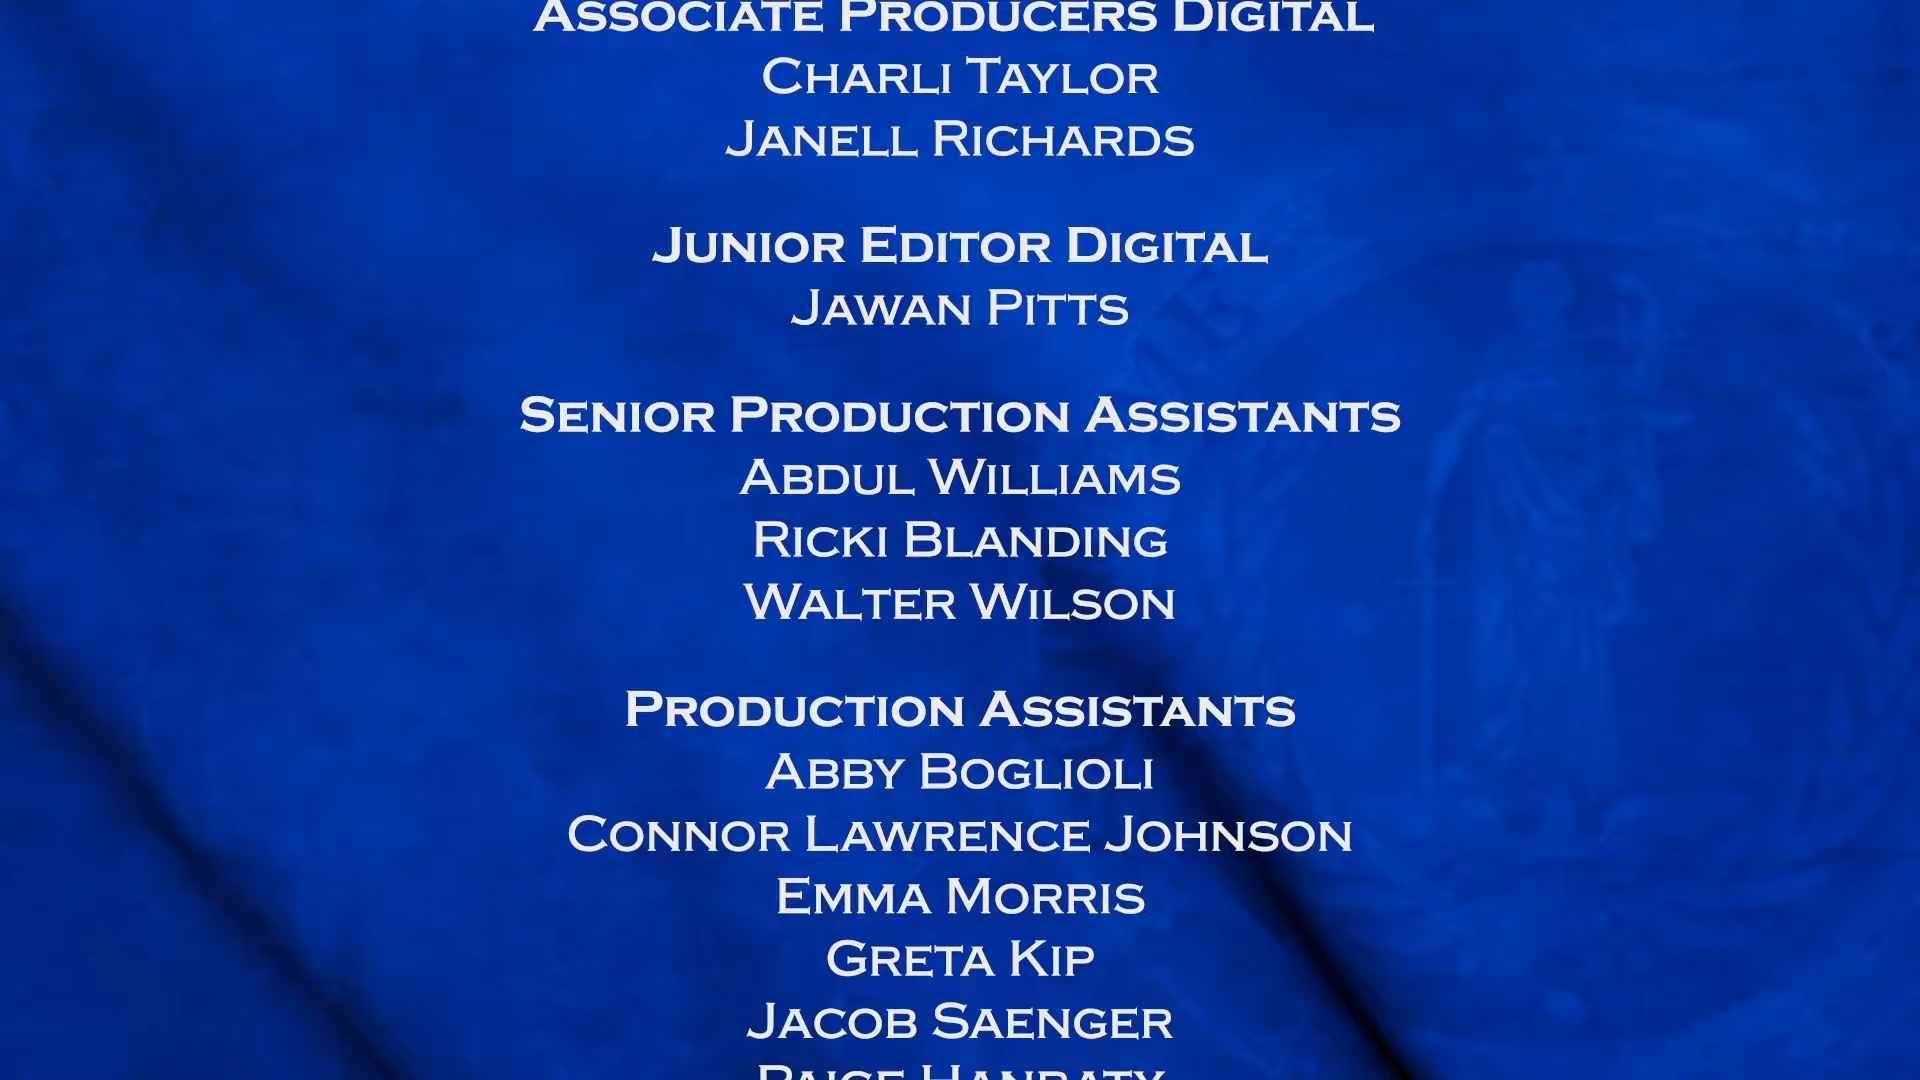 Associate Producers Digital
Charli Taylor
Janell Richards
Junior Editor Digital
Jawan Pitts
Senior Production Assistants
Abdul Williams
Ricki Blanding
Walter Wilson
Production Assistants
Abby Boglioli
Connor Lawrence Johnson
Emma Morris
Greta Kip
Jacob Saenger